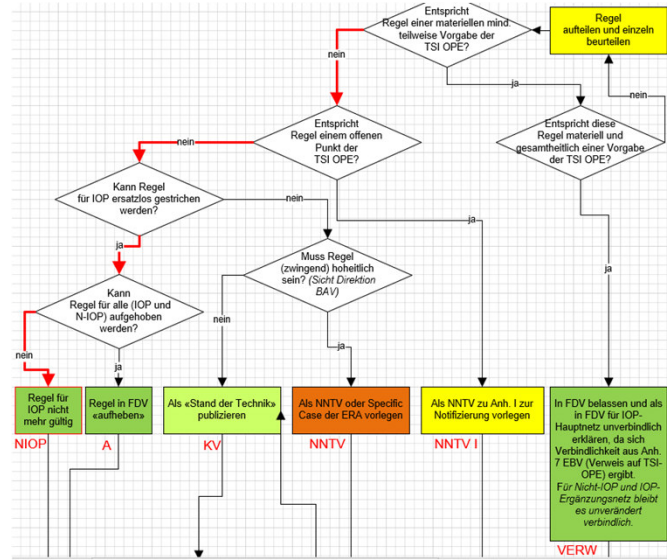 Entspricht
Regel einer materiellen mind.
teilweise Vorgabe der
TSI OPE?
Regel
aufteilen und einzeln
beurteilen
nein
ja
nein
Entspricht
Regel einem offenen
Punkt der
TSI OPE?
Entspricht diese
Regel materiell und
gesamtheitlich einer Vorgabe
der TSI OPE?
nein
Kann Regel
für IOP ersatzlos gestrichen
werden?
nein
ja
ja
ja
Muss Regel
(zwingend) hoheitlich
sein? (Sicht Direktion
BAV)
Kann
Regel für alle (IOP und
N-IOP) aufgehoben
werden?
nein
ja
nein
ja
Regel für
IOP nicht
mehr gültig
NIOP
Regel in FDV
«aufheben»
A
Als «Stand der Technik»
publizieren
KV
Als NNTV oder Specific
Case der ERA vorlegen
NNTV
Als NNTV zu Anh. I zur
Notifizierung vorlegen
NNTV I
In FDV belassen und als
in FDV für IOP-
Hauptnetz unverbindlich
erklären, da sich
Verbindlichkeit aus Anh.
7 EBV (Verweis auf TSI-
OPE) ergibt.
Für Nicht-IOP und IOP-
Ergänzungsnetz bleibt
es unverändert
verbindlich.
VERW